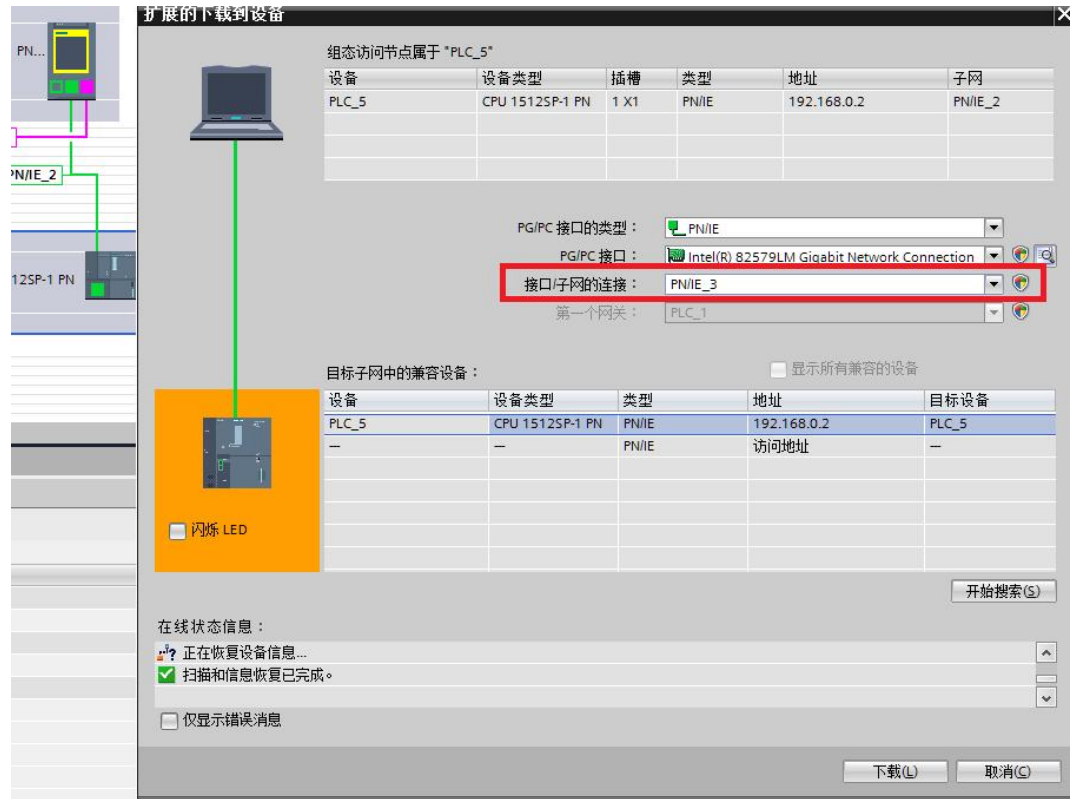 扩展的下载到设备
PN...
PN/IE_2
12SP-1 PN
组态访问节点属于 "PLC_5"
设备 设备类型 插槽 类型 地址 子网
PLC_5 CPU 1512SP-1 PN 1 X1 PN/IE 192.168.0.2 PN/IE_2
PG/PC 接口的类型： PN/IE
PG/PC 接口： Intel(R) 82579LM Gigabit Network Connection
接口/子网的连接： PN/IE_3
第一个网关： PLC_1
目标子网中的兼容设备： 显示所有兼容的设备
设备 设备类型 类型 地址 目标设备
PLC_5 CPU 1512SP-1 PN PN/IE 192.168.0.2 PLC_5
— — PN/IE 访问地址 —
闪烁 LED
开始搜索(S)
在线状态信息：
正在恢复设备信息...
扫描和信息恢复已完成。
仅显示错误消息
下载(L) 取消(C)